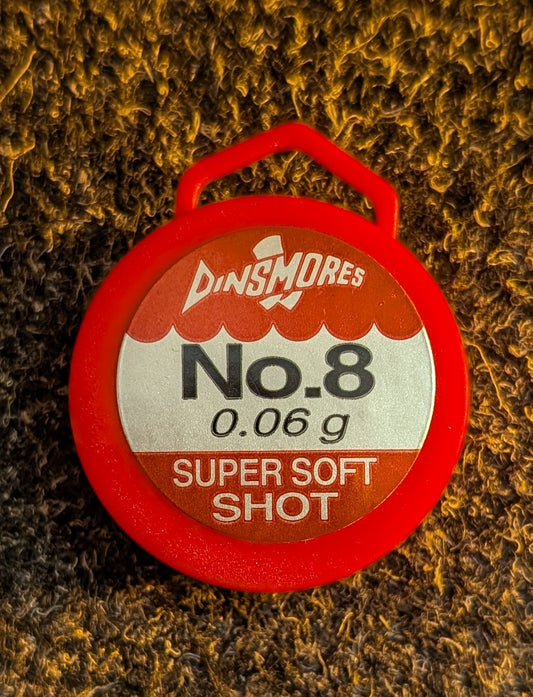 DINSMORES
No.8
0.06 g
SUPER SOFT
SHOT